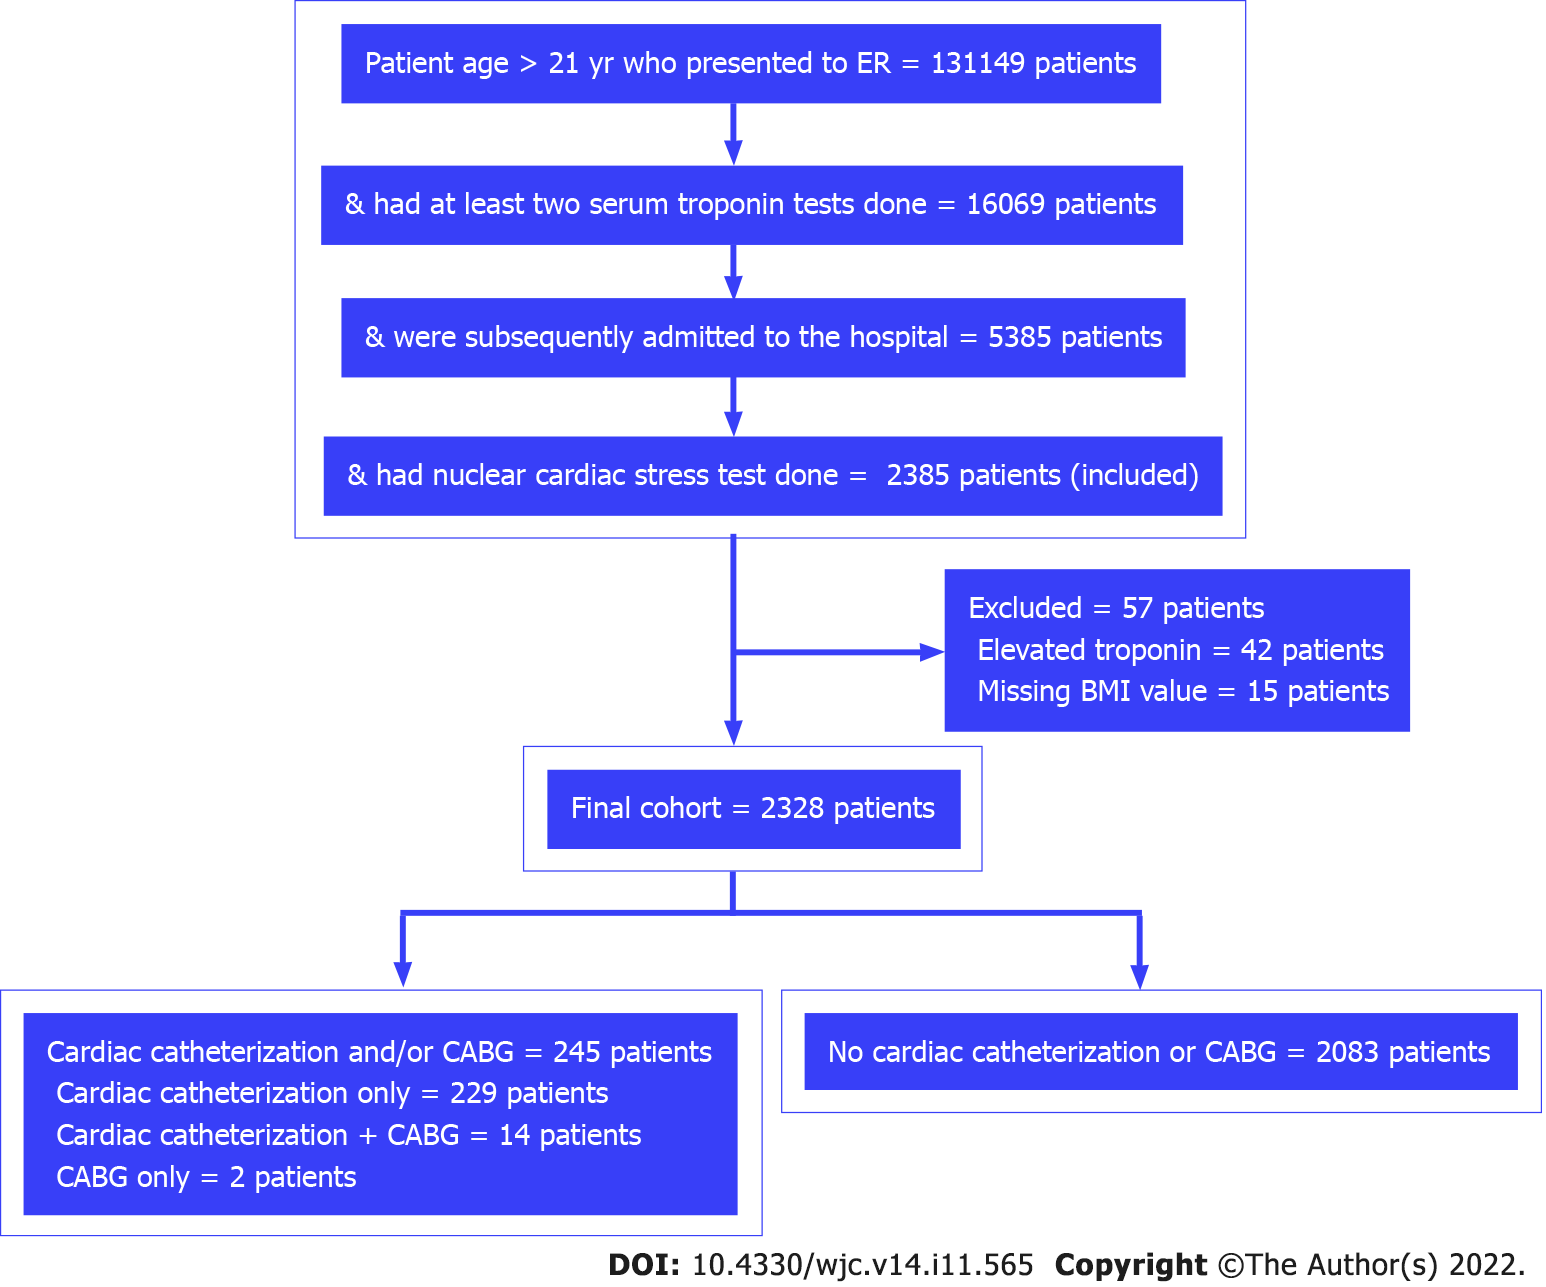 Patient age > 21 yr who presented to ER = 131149 patients
& had at least two serum troponin tests done = 16069 patients
& were subsequently admitted to the hospital = 5385 patients
& had nuclear cardiac stress test done = 2385 patients (included)
Excluded = 57 patients
Elevated troponin = 42 patients
Missing BMI value = 15 patients
Final cohort = 2328 patients
Cardiac catheterization and/or CABG = 245 patients
Cardiac catheterization only = 229 patients
Cardiac catheterization + CABG = 14 patients
CABG only = 2 patients
No cardiac catheterization or CABG = 2083 patients
DOI: 10.4330/wjc.v14.i11.565 Copyright ©The Author(s) 2022.